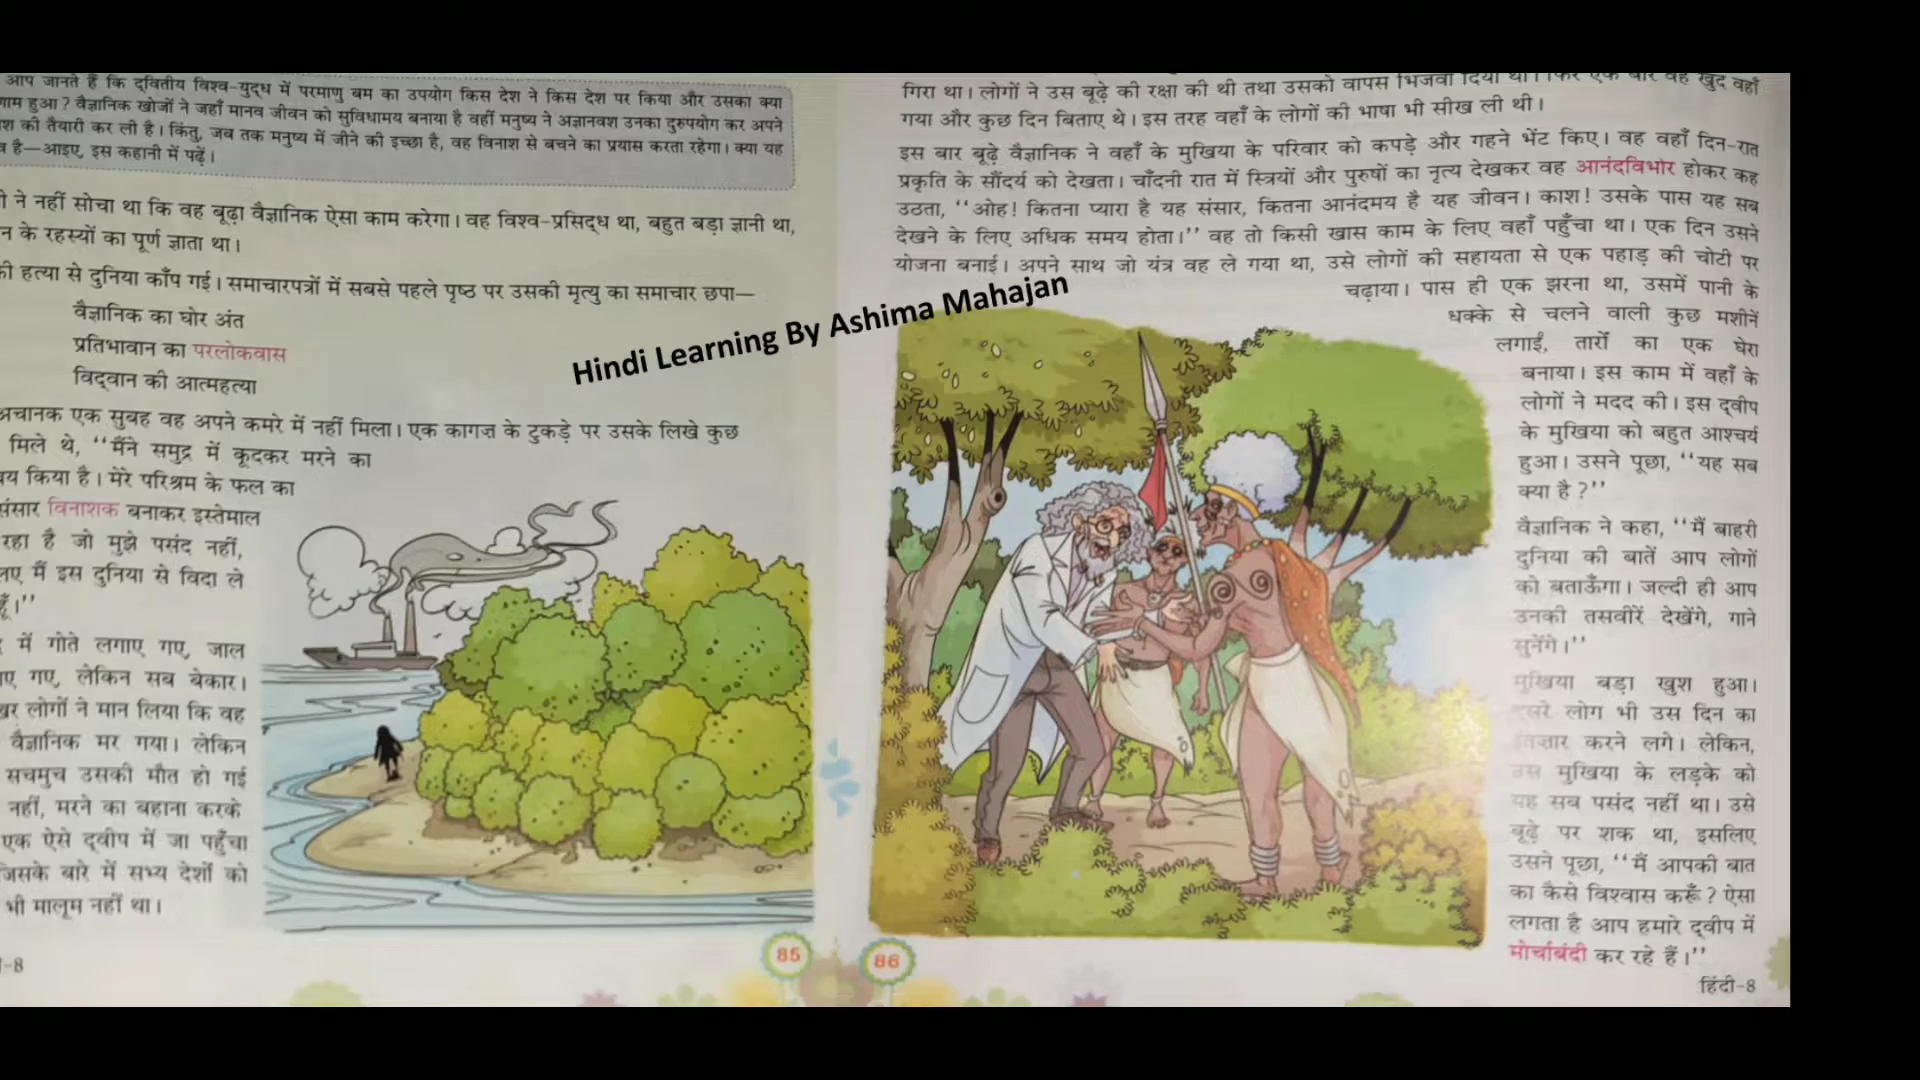 आप जानते हैं कि द्वितीय विश्व-युद्ध में परमाणु बम का उपयोग किस देश ने किस देश पर किया और उसका क्या
हुआ? वैज्ञानिक खोजों ने जहाँ मानव जीवन को सुविधामय बनाया है वहीं मनुष्य ने अज्ञानवश उनका दुरुपयोग कर अपने
की तैयारी कर ली है। किंतु, जब तक मनुष्य में जीने की इच्छा है, वह विनाश से बचने का प्रयास करता रहेगा। क्या यह
है—आइए, इस कहानी में पढ़ें।
ने नहीं सोचा था कि वह बूढ़ा वैज्ञानिक ऐसा काम करेगा। वह विश्व-प्रसिद्ध था, बहुत बड़ा ज्ञानी था,
के रहस्यों का पूर्ण ज्ञाता था।
की हत्या से दुनिया काँप गई। समाचारपत्रों में सबसे पहले पृष्ठ पर उसकी मृत्यु का समाचार छपा—
वैज्ञानिक का घोर अंत
प्रतिभावान का परलोकवास
विद्वान की आत्महत्या
अचानक एक सुबह वह अपने कमरे में नहीं मिला। एक कागज़ के टुकड़े पर उसके लिखे कुछ
मिले थे, ‘‘मैंने समुद्र में कूदकर मरने का
किया है। मेरे परिश्रम के फल का
संसार विनाशक बनाकर इस्तेमाल
रहा है जो मुझे पसंद नहीं,
मैं इस दुनिया से विदा ले
में गोते लगाए गए, जाल
गए, लेकिन सब बेकार।
लोगों ने मान लिया कि वह
वैज्ञानिक मर गया। लेकिन
सचमुच उसकी मौत हो गई
नहीं, मरने का बहाना करके
एक ऐसे द्वीप में जा पहुँचा
जिसके बारे में सभ्य देशों को
भी मालूम नहीं था।
-8
85
Hindi Learning By Ashima Mahajan
गिरा था। लोगों ने उस बूढ़े की रक्षा की थी तथा उसको वापस भिजवा दिया था। फिर एक बार वह खुद वहाँ
गया और कुछ दिन बिताए थे। इस तरह वहाँ के लोगों की भाषा भी सीख ली थी।
इस बार बूढ़े वैज्ञानिक ने वहाँ के मुखिया के परिवार को कपड़े और गहने भेंट किए। वह वहाँ दिन-रात
प्रकृति के सौंदर्य को देखता। चाँदनी रात में स्त्रियों और पुरुषों का नृत्य देखकर वह आनंदविभोर होकर कह
उठता, ‘‘ओह! कितना प्यारा है यह संसार, कितना आनंदमय है यह जीवन। काश! उसके पास यह सब
देखने के लिए अधिक समय होता।’’ वह तो किसी खास काम के लिए वहाँ पहुँचा था। एक दिन उसने
योजना बनाई। अपने साथ जो यंत्र वह ले गया था, उसे लोगों की सहायता से एक पहाड़ की चोटी पर
चढ़ाया। पास ही एक झरना था, उसमें पानी के
धक्के से चलने वाली कुछ मशीनें
लगाईं, तारों का एक घेरा
बनाया। इस काम में वहाँ के
लोगों ने मदद की। इस द्वीप
के मुखिया को बहुत आश्चर्य
हुआ। उसने पूछा, ‘‘यह सब
क्या है?’’
वैज्ञानिक ने कहा, ‘‘मैं बाहरी
दुनिया की बातें आप लोगों
को बताऊँगा। जल्दी ही आप
उनकी तसवीरें देखेंगे, गाने
सुनेंगे।’’
मुखिया बड़ा खुश हुआ।
दूसरे लोग भी उस दिन का
इंतज़ार करने लगे। लेकिन,
उस मुखिया के लड़के को
यह सब पसंद नहीं था। उसे
बूढ़े पर शक था, इसलिए
उसने पूछा, ‘‘मैं आपकी बात
का कैसे विश्वास करूँ? ऐसा
लगता है आप हमारे द्वीप में
मोर्चाबंदी कर रहे हैं।’’
86
हिंदी-8